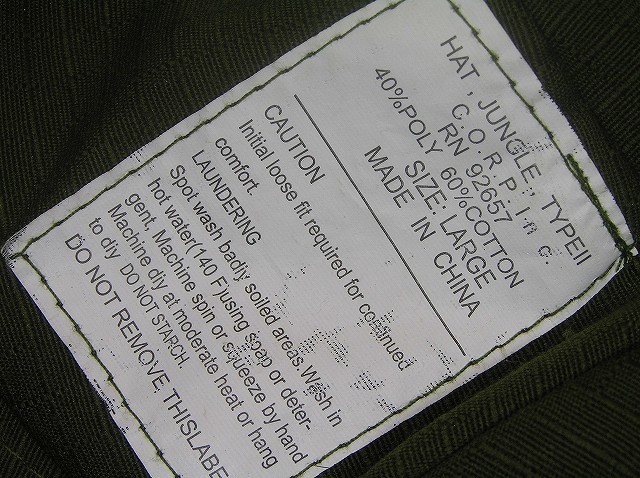 HAT, JUNGLE, TYPEII
C.O.R.P., Inc.
RN 92657
40%POLY 60%COTTON
SIZE: LARGE
MADE IN CHINA
CAUTION
Initial loose fit required for continued
comfort
LAUNDERING
Spot wash badly soiled areas. Wash in
hot water('140 F)using soap or deter-
gent, Machine spin or squeeze by hand
Machine diy at moderate heat or hang
to diy DO NOT STARCH.
DO NOT REMOVE THISLABE